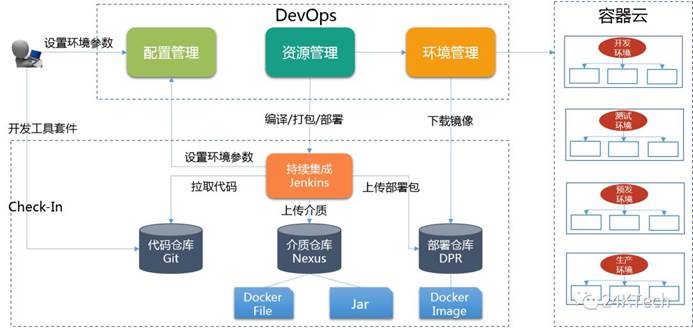 DevOps
容器云
设置环境参数
配置管理
资源管理
环境管理
开发
环境
开发工具套件
编译/打包/部署
下载镜像
测试
环境
设置环境参数
持续集成
Jenkins
拉取代码
上传部署包
Check-In
上传介质
预发
环境
代码仓库
Git
介质仓库
Nexus
部署仓库
DPR
生产
环境
Docker
File
Jar
Docker
Image
24XTech